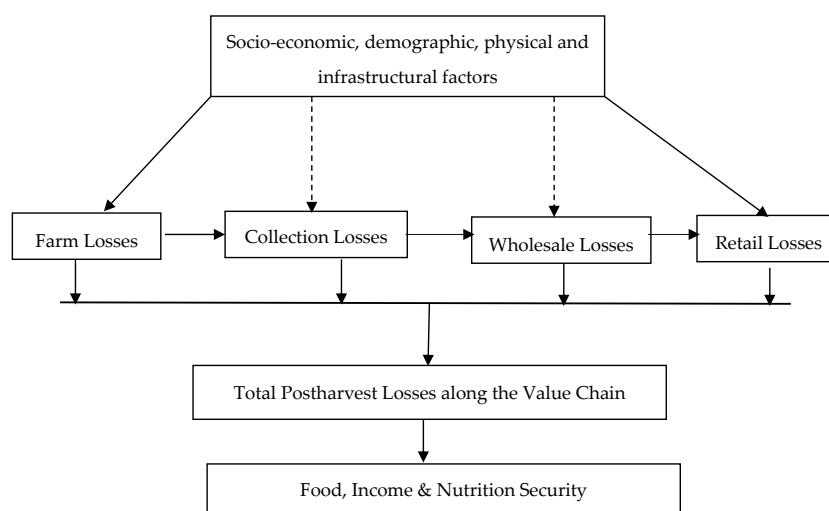 Socio-economic, demographic, physical and
infrastructural factors
Farm Losses
Collection Losses
Wholesale Losses
Retail Losses
Total Postharvest Losses along the Value Chain
Food, Income & Nutrition Security